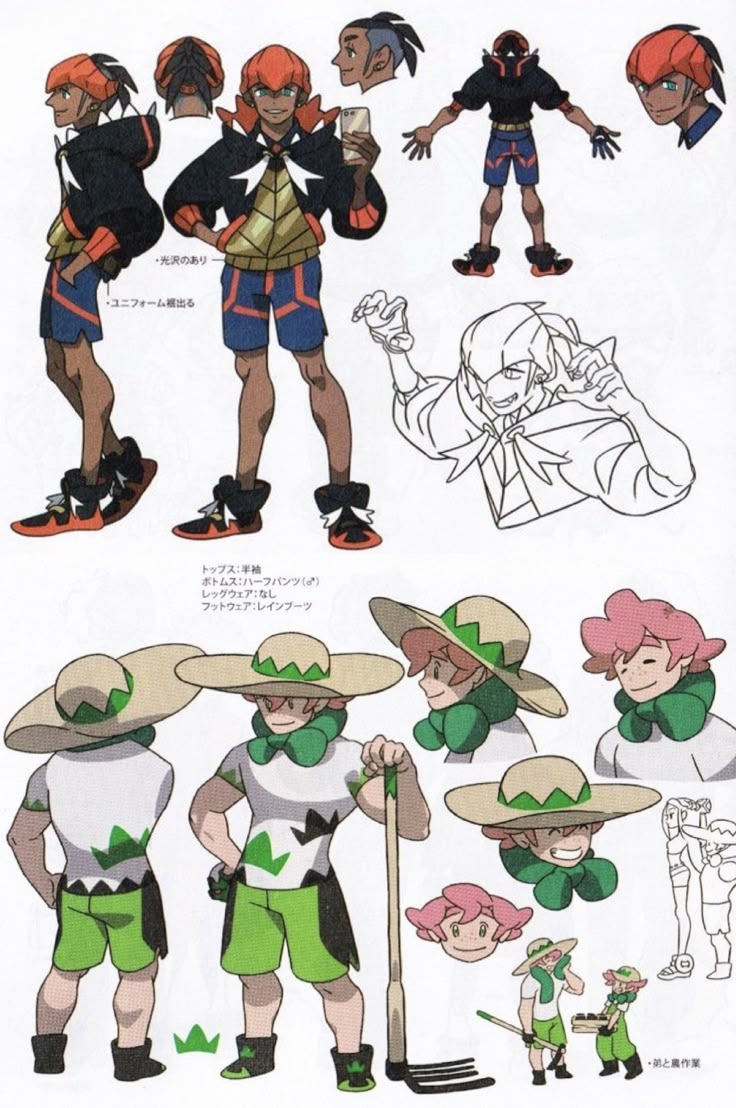 ・光沢のあり
・ユニフォーム裾出る
トップス：半袖
ボトムス：ハーフパンツ（♂）
レッグウェア：なし
フットウェア：レインブーツ
・弟と農作業